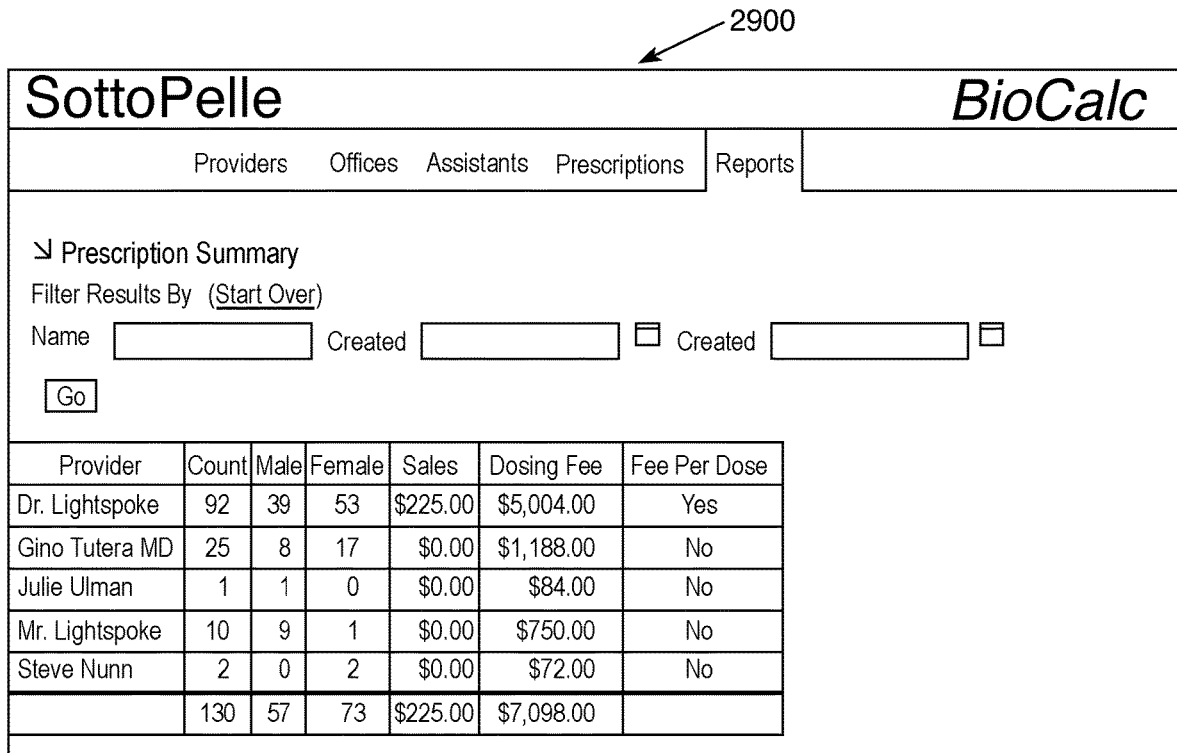 2900
SottoPelle BioCalc
Providers Offices Assistants Prescriptions Reports
Prescription Summary
Filter Results By (Start Over)
Name Created Created
Go
Provider Count Male Female Sales Dosing Fee Fee Per Dose
Dr. Lightspoke 92 39 53 $225.00 $5,004.00 Yes
Gino Tutera MD 25 8 17 $0.00 $1,188.00 No
Julie Ulman 1 1 0 $0.00 $84.00 No
Mr. Lightspoke 10 9 1 $0.00 $750.00 No
Steve Nunn 2 0 2 $0.00 $72.00 No
130 57 73 $225.00 $7,098.00